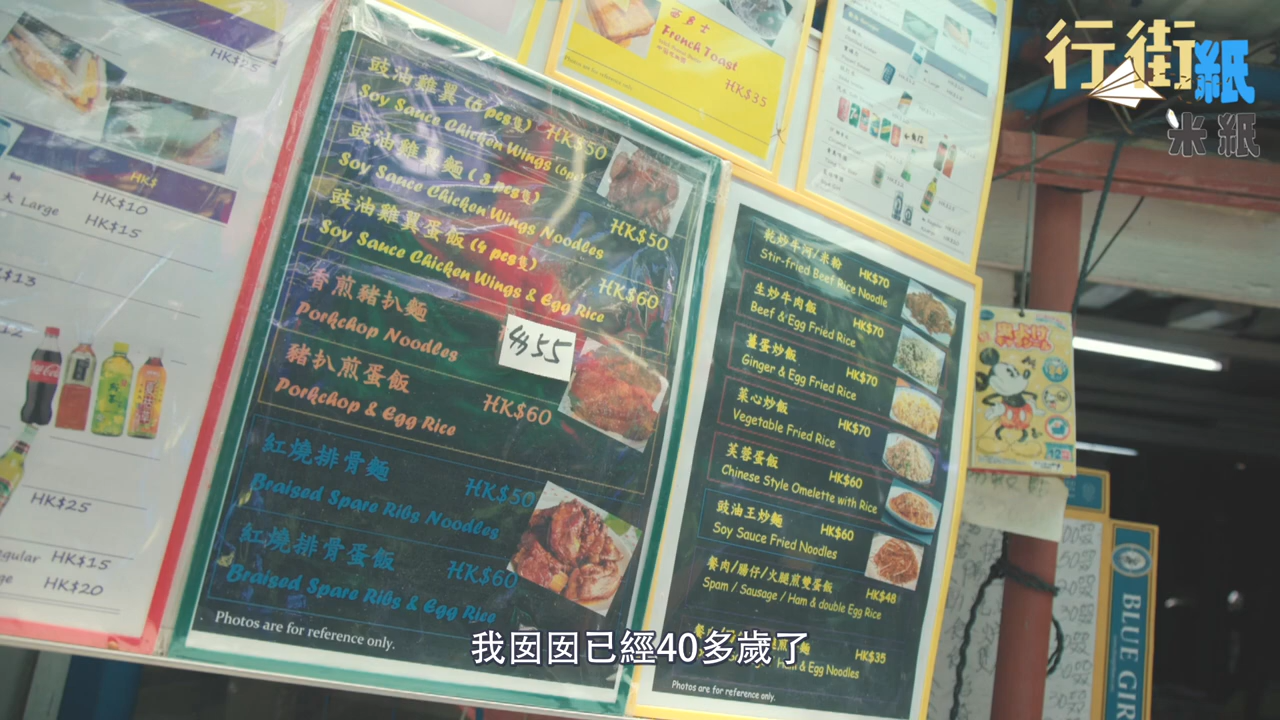 HK$25
HK$
HK$10
大 Large
HK$15
HK$13
HK$25
HK$15
HK$20
豉油雞翼 (6 pcs隻) HK$50
Soy Sauce Chicken Wings
豉油雞翼麵 (3 pcs隻) HK$50
Soy Sauce Chicken Wings Noodles
豉油雞翼蛋飯 (4 pcs隻) HK$60
Soy Sauce Chicken Wings & Egg Rice
香煎豬扒麵 55
Porkchop Noodles
豬扒煎蛋飯 HK$60
Porkchop & Egg Rice
紅燒排骨麵 HK$50
Braised Spare Ribs Noodles
紅燒排骨蛋飯 HK$60
Braised Spare Ribs & Egg Rice
Photos are for reference only.
西多士
French Toast
HK$35
乾炒牛河/米粉 HK$70
Stir-fried Beef Rice Noodle
生炒牛肉飯 HK$70
Beef & Egg Fried Rice
薑蛋炒飯 HK$70
Ginger & Egg Fried Rice
菜心炒飯 HK$70
Vegetable Fried Rice
芙蓉蛋飯 HK$60
Chinese Style Omelette with Rice
豉油王炒麵 HK$60
Soy Sauce Fried Noodles
餐肉/腸仔/火腿煎雙蛋飯 HK$48
Spam / Sausage / Ham & double Egg Rice
HK$35
Ham & Egg Noodles
Photos are for reference only.
行街紙
米紙
BLUE GIR
我囡囡已經40多歲了